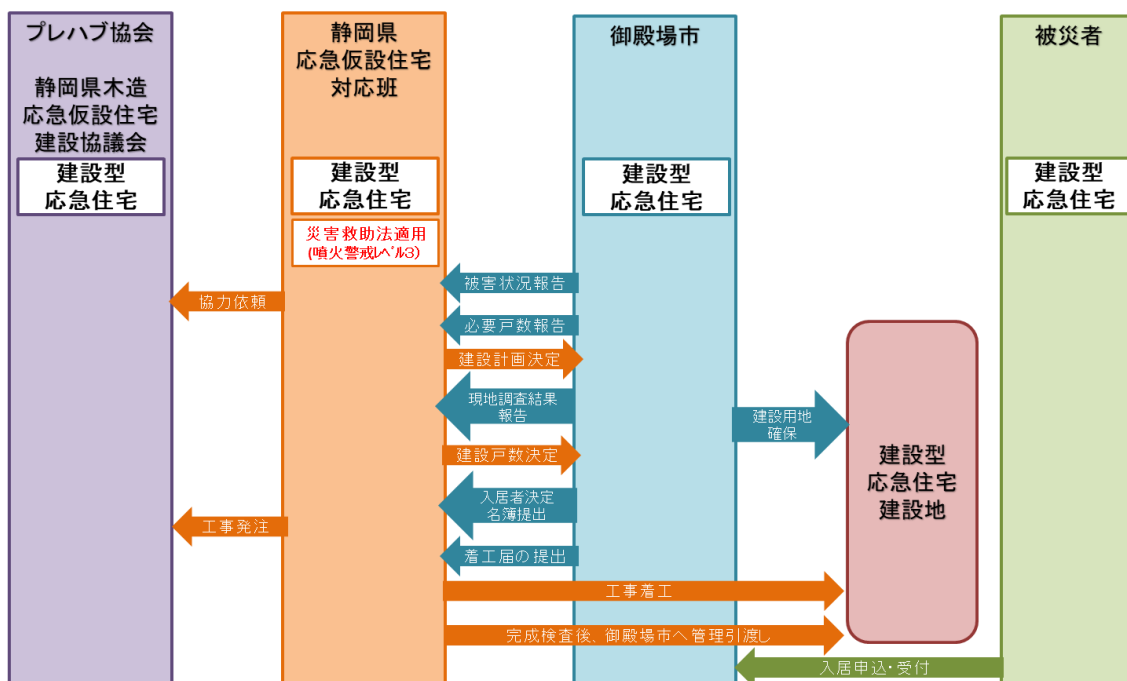 プレハブ協会
静岡県木造
応急仮設住宅
建設協議会
建設型
応急住宅
静岡県
応急仮設住宅
対応班
建設型
応急住宅
災害救助法適用
(噴火警戒ﾚﾍﾞﾙ3)
御殿場市
建設型
応急住宅
被災者
建設型
応急住宅
被害状況報告
協力依頼
必要戸数報告
建設計画決定
現地調査結果
報告
建設用地
確保
建設戸数決定
建設型
応急住宅
建設地
入居者決定
名簿提出
工事発注
着工届の提出
工事着工
完成検査後、御殿場市へ管理引渡し
入居申込・受付